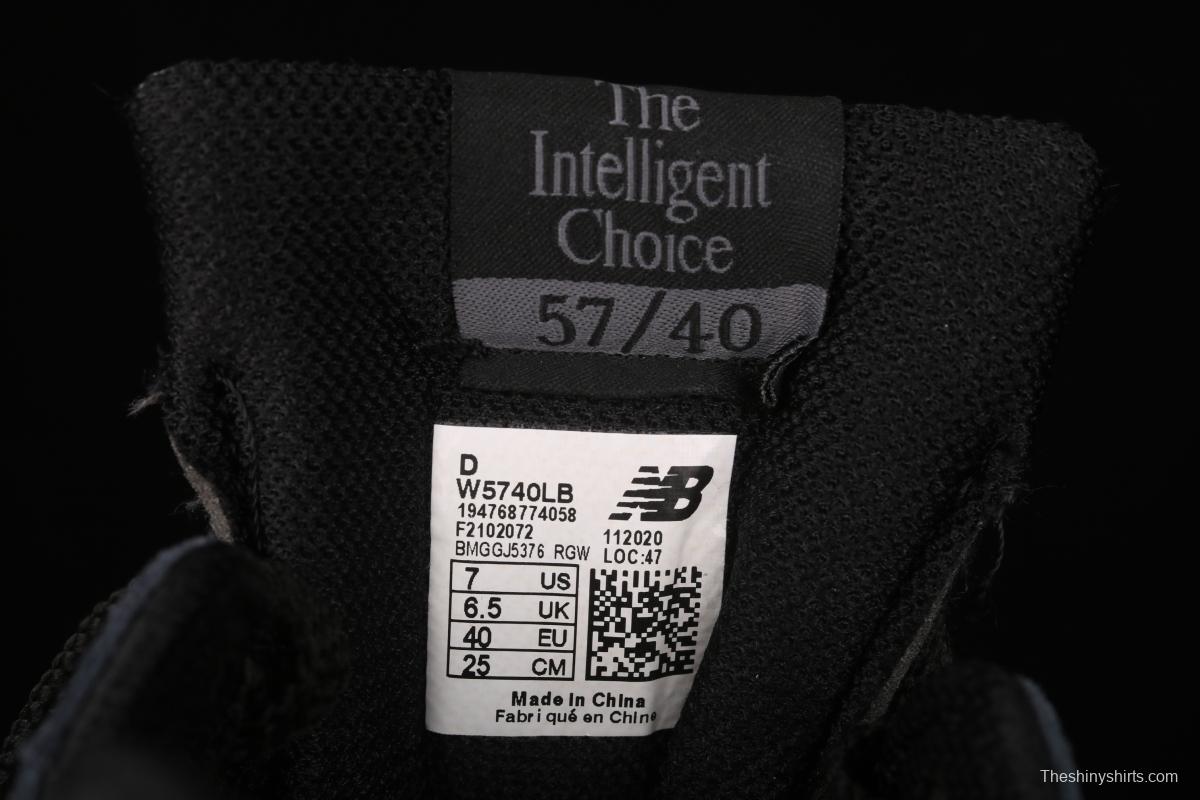 The
Intelligent
Choice
57/40
D
W5740LB
194768774058
F2102072
BMGGJ5376 RGW
NB
112020
LOC:47
7 US
6.5 UK
40 EU
25 CM
Made in China
Fabriqué en Chine
Theshinyshirts.com